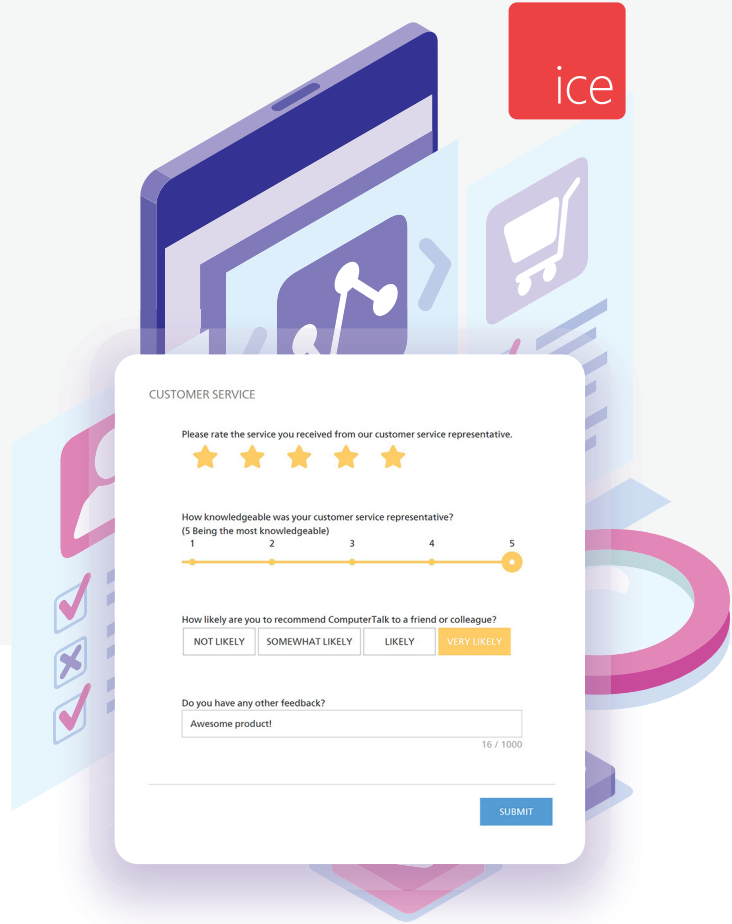 ice
CUSTOMER SERVICE
Please rate the service you received from our customer service representative.
How knowledgeable was your customer service representative?
(5 Being the most knowledgeable)
1 2 3 4 5
How likely are you to recommend ComputerTalk to a friend or colleague?
NOT LIKELY SOMEWHAT LIKELY LIKELY VERY LIKELY
Do you have any other feedback?
Awesome product!
16 / 1000
SUBMIT